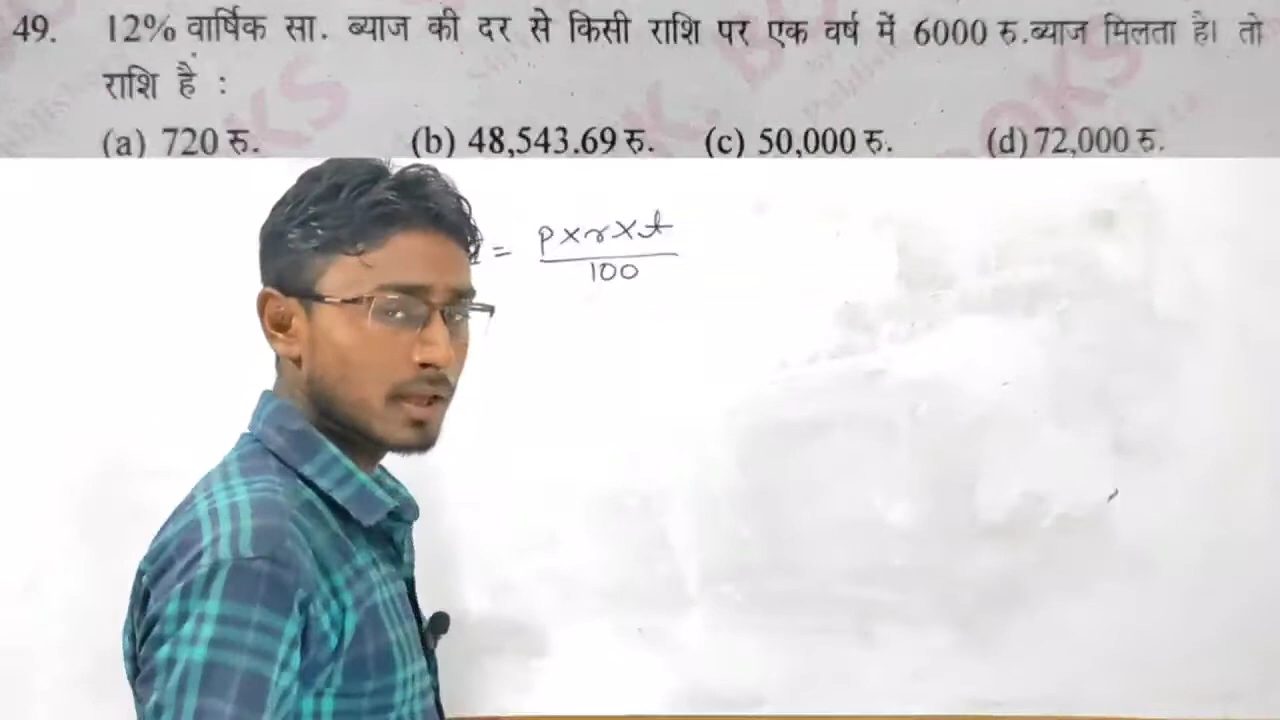 49. 12% वार्षिक सा. ब्याज की दर से किसी राशि पर एक वर्ष में 6000 रु.ब्याज मिलता है। तो
राशि है :
(a) 720 रु. (b) 48,543.69 रु. (c) 50,000 रु. (d) 72,000 रु.
= p×r×t
100